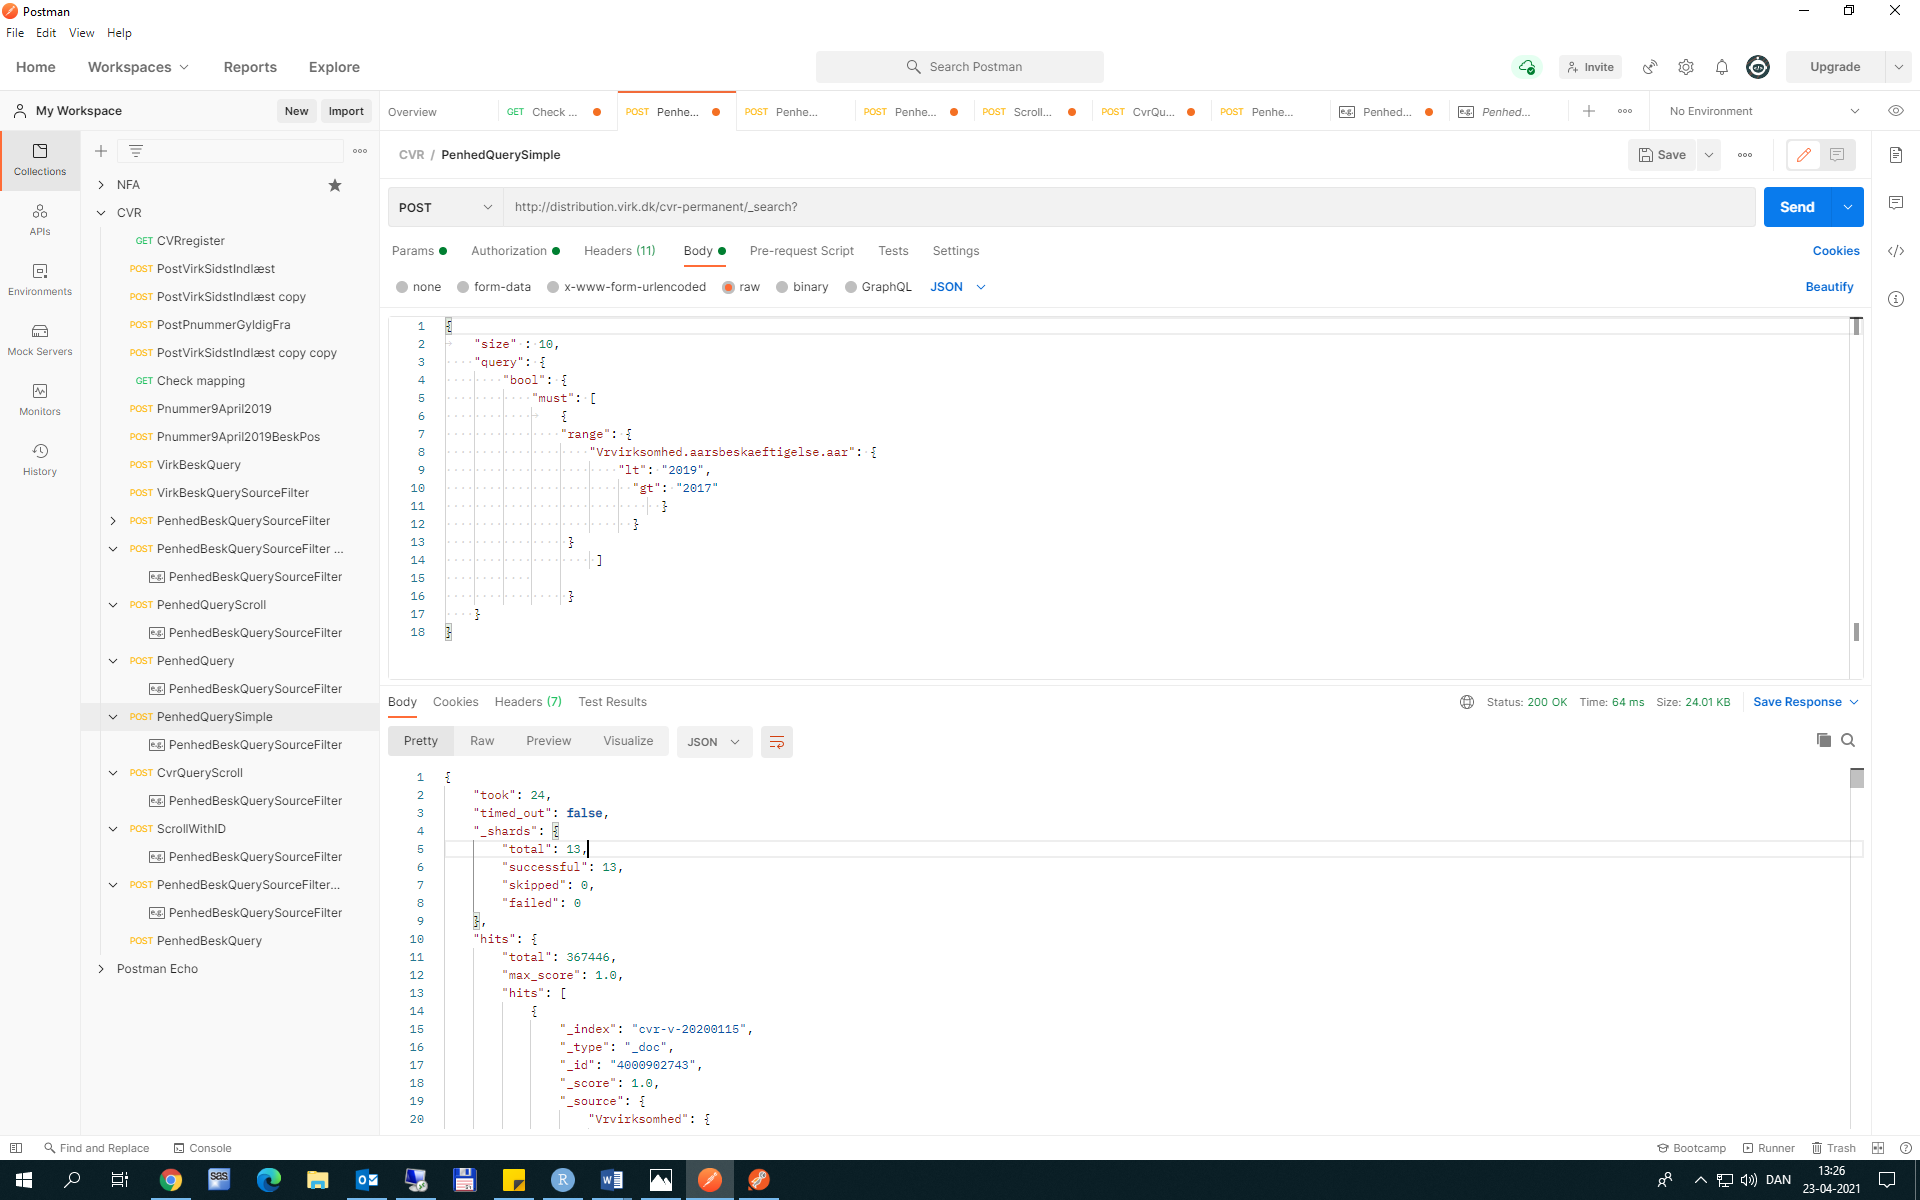 Postman
File Edit View Help
Home Workspaces Reports Explore Search Postman Invite Upgrade
My Workspace New Import Overview GET Check ... POST Penhe... POST Penhe... POST Penhe... POST Scroll... POST CvrQu... POST Penhe... e.g. Penhed... e.g. Penhed... No Environment
Collections
APIs
Environments
Mock Servers
Monitors
History
NFA
CVR
GET CVRregister
POST PostVirkSidstIndlæst
POST PostVirkSidstIndlæst copy
POST PostPnummerGyldigFra
POST PostVirkSidstIndlæst copy copy
GET Check mapping
POST Pnummer9April2019
POST Pnummer9April2019BeskPos
POST VirkBeskQuery
POST VirkBeskQuerySourceFilter
POST PenhedBeskQuerySourceFilter
POST PenhedBeskQuerySourceFilter ...
e.g. PenhedBeskQuerySourceFilter
POST PenhedQueryScroll
e.g. PenhedBeskQuerySourceFilter
POST PenhedQuery
e.g. PenhedBeskQuerySourceFilter
POST PenhedQuerySimple
e.g. PenhedBeskQuerySourceFilter
POST CvrQueryScroll
e.g. PenhedBeskQuerySourceFilter
POST ScrollWithID
e.g. PenhedBeskQuerySourceFilter
POST PenhedBeskQuerySourceFilter...
e.g. PenhedBeskQuerySourceFilter
POST PenhedBeskQuery
Postman Echo
CVR / PenhedQuerySimple Save
POST http://distribution.virk.dk/cvr-permanent/_search? Send
Params Authorization Headers (11) Body Pre-request Script Tests Settings Cookies
none form-data x-www-form-urlencoded raw binary GraphQL JSON Beautify
1 {
2 "size" : 10,
3 "query": {
4 "bool": {
5 "must": [
6 {
7 "range": {
8 "Vrvirksomhed.aarsbeskaeftigelse.aar": {
9 "lt": "2019",
10 "gt": "2017"
11 }
12 }
13 }
14 ]
15
16 }
17 }
18 }
Body Cookies Headers (7) Test Results Status: 200 OK Time: 64 ms Size: 24.01 KB Save Response
Pretty Raw Preview Visualize JSON
1 {
2 "took": 24,
3 "timed_out": false,
4 "_shards": {
5 "total": 13,
6 "successful": 13,
7 "skipped": 0,
8 "failed": 0
9 },
10 "hits": {
11 "total": 367446,
12 "max_score": 1.0,
13 "hits": [
14 {
15 "_index": "cvr-v-20200115",
16 "_type": "_doc",
17 "_id": "4000902743",
18 "_score": 1.0,
19 "_source": {
20 "Vrvirksomhed": {
Find and Replace Console Bootcamp Runner Trash
sas DAN 13:26
23-04-2021